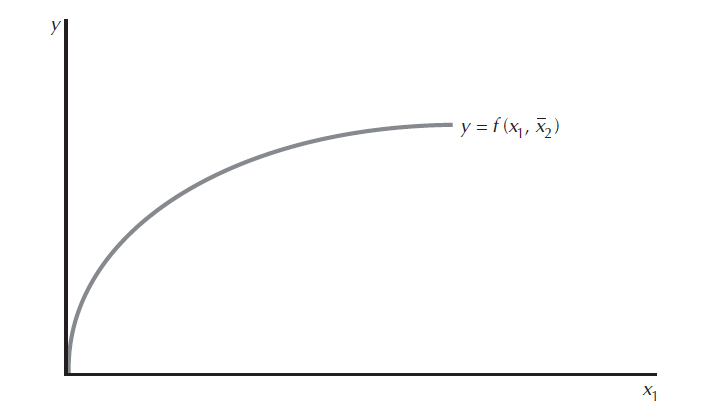 y
y = f (x₁, x̅₂)
x₁